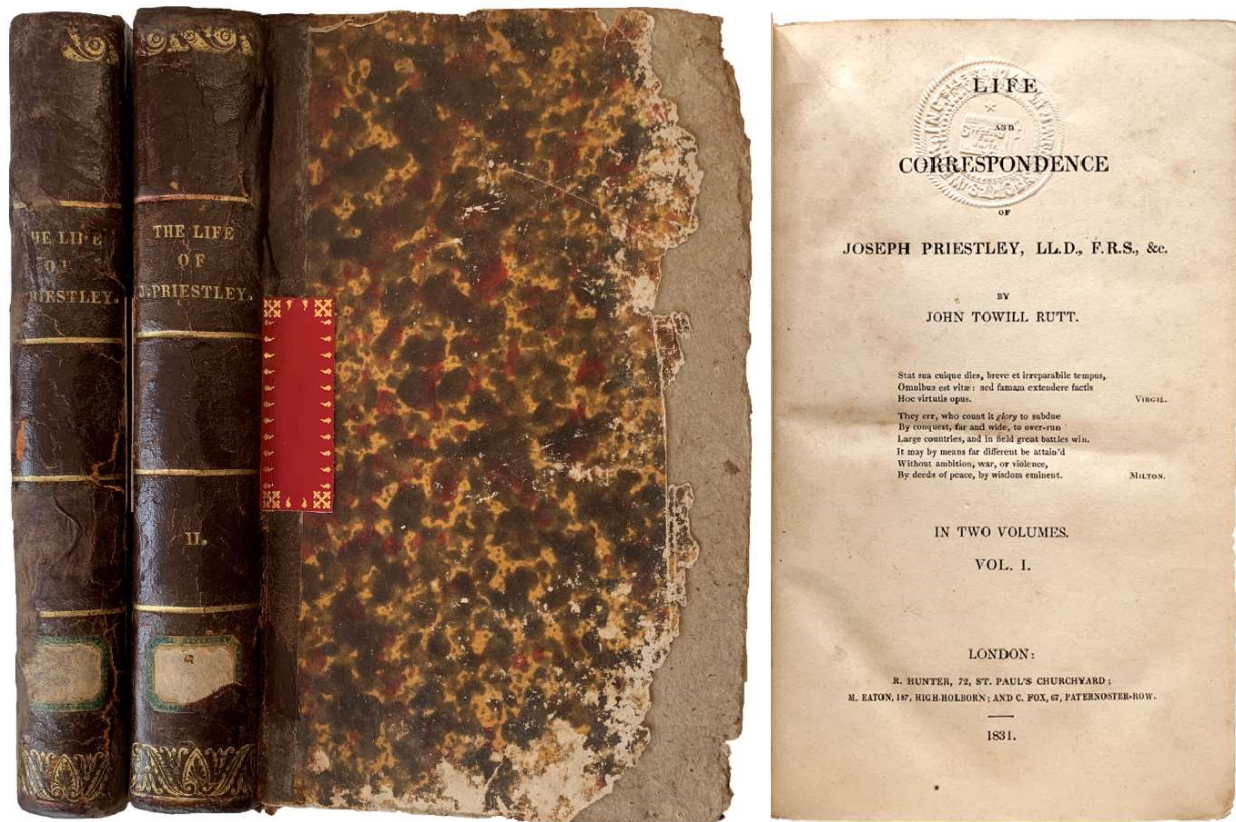 THE LIFE
OF
PRIESTLEY.
THE LIFE
OF
J.PRIESTLEY.
II.
LIFE
AND
CORRESPONDENCE
OF
JOSEPH PRIESTLEY, LL.D., F.R.S., &c.
BY
JOHN TOWILL RUTT.
Stat sua cuique dies, breve et irreparabile tempus,
Omnibus est vitæ: sed famam extendere factis
Hoc virtutis opus. VIRGIL.
They err, who count it glory to subdue
By conquest, far and wide, to over-run
Large countries, and in field great battles win.
It may by means far different be attain'd
Without ambition, war, or violence,
By deeds of peace, by wisdom eminent. MILTON.
IN TWO VOLUMES.
VOL. I.
LONDON:
R. HUNTER, 72, ST. PAUL'S CHURCHYARD;
M. EATON, 187, HIGH-HOLBORN; AND C. FOX, 67, PATERNOSTER-ROW.
1831.